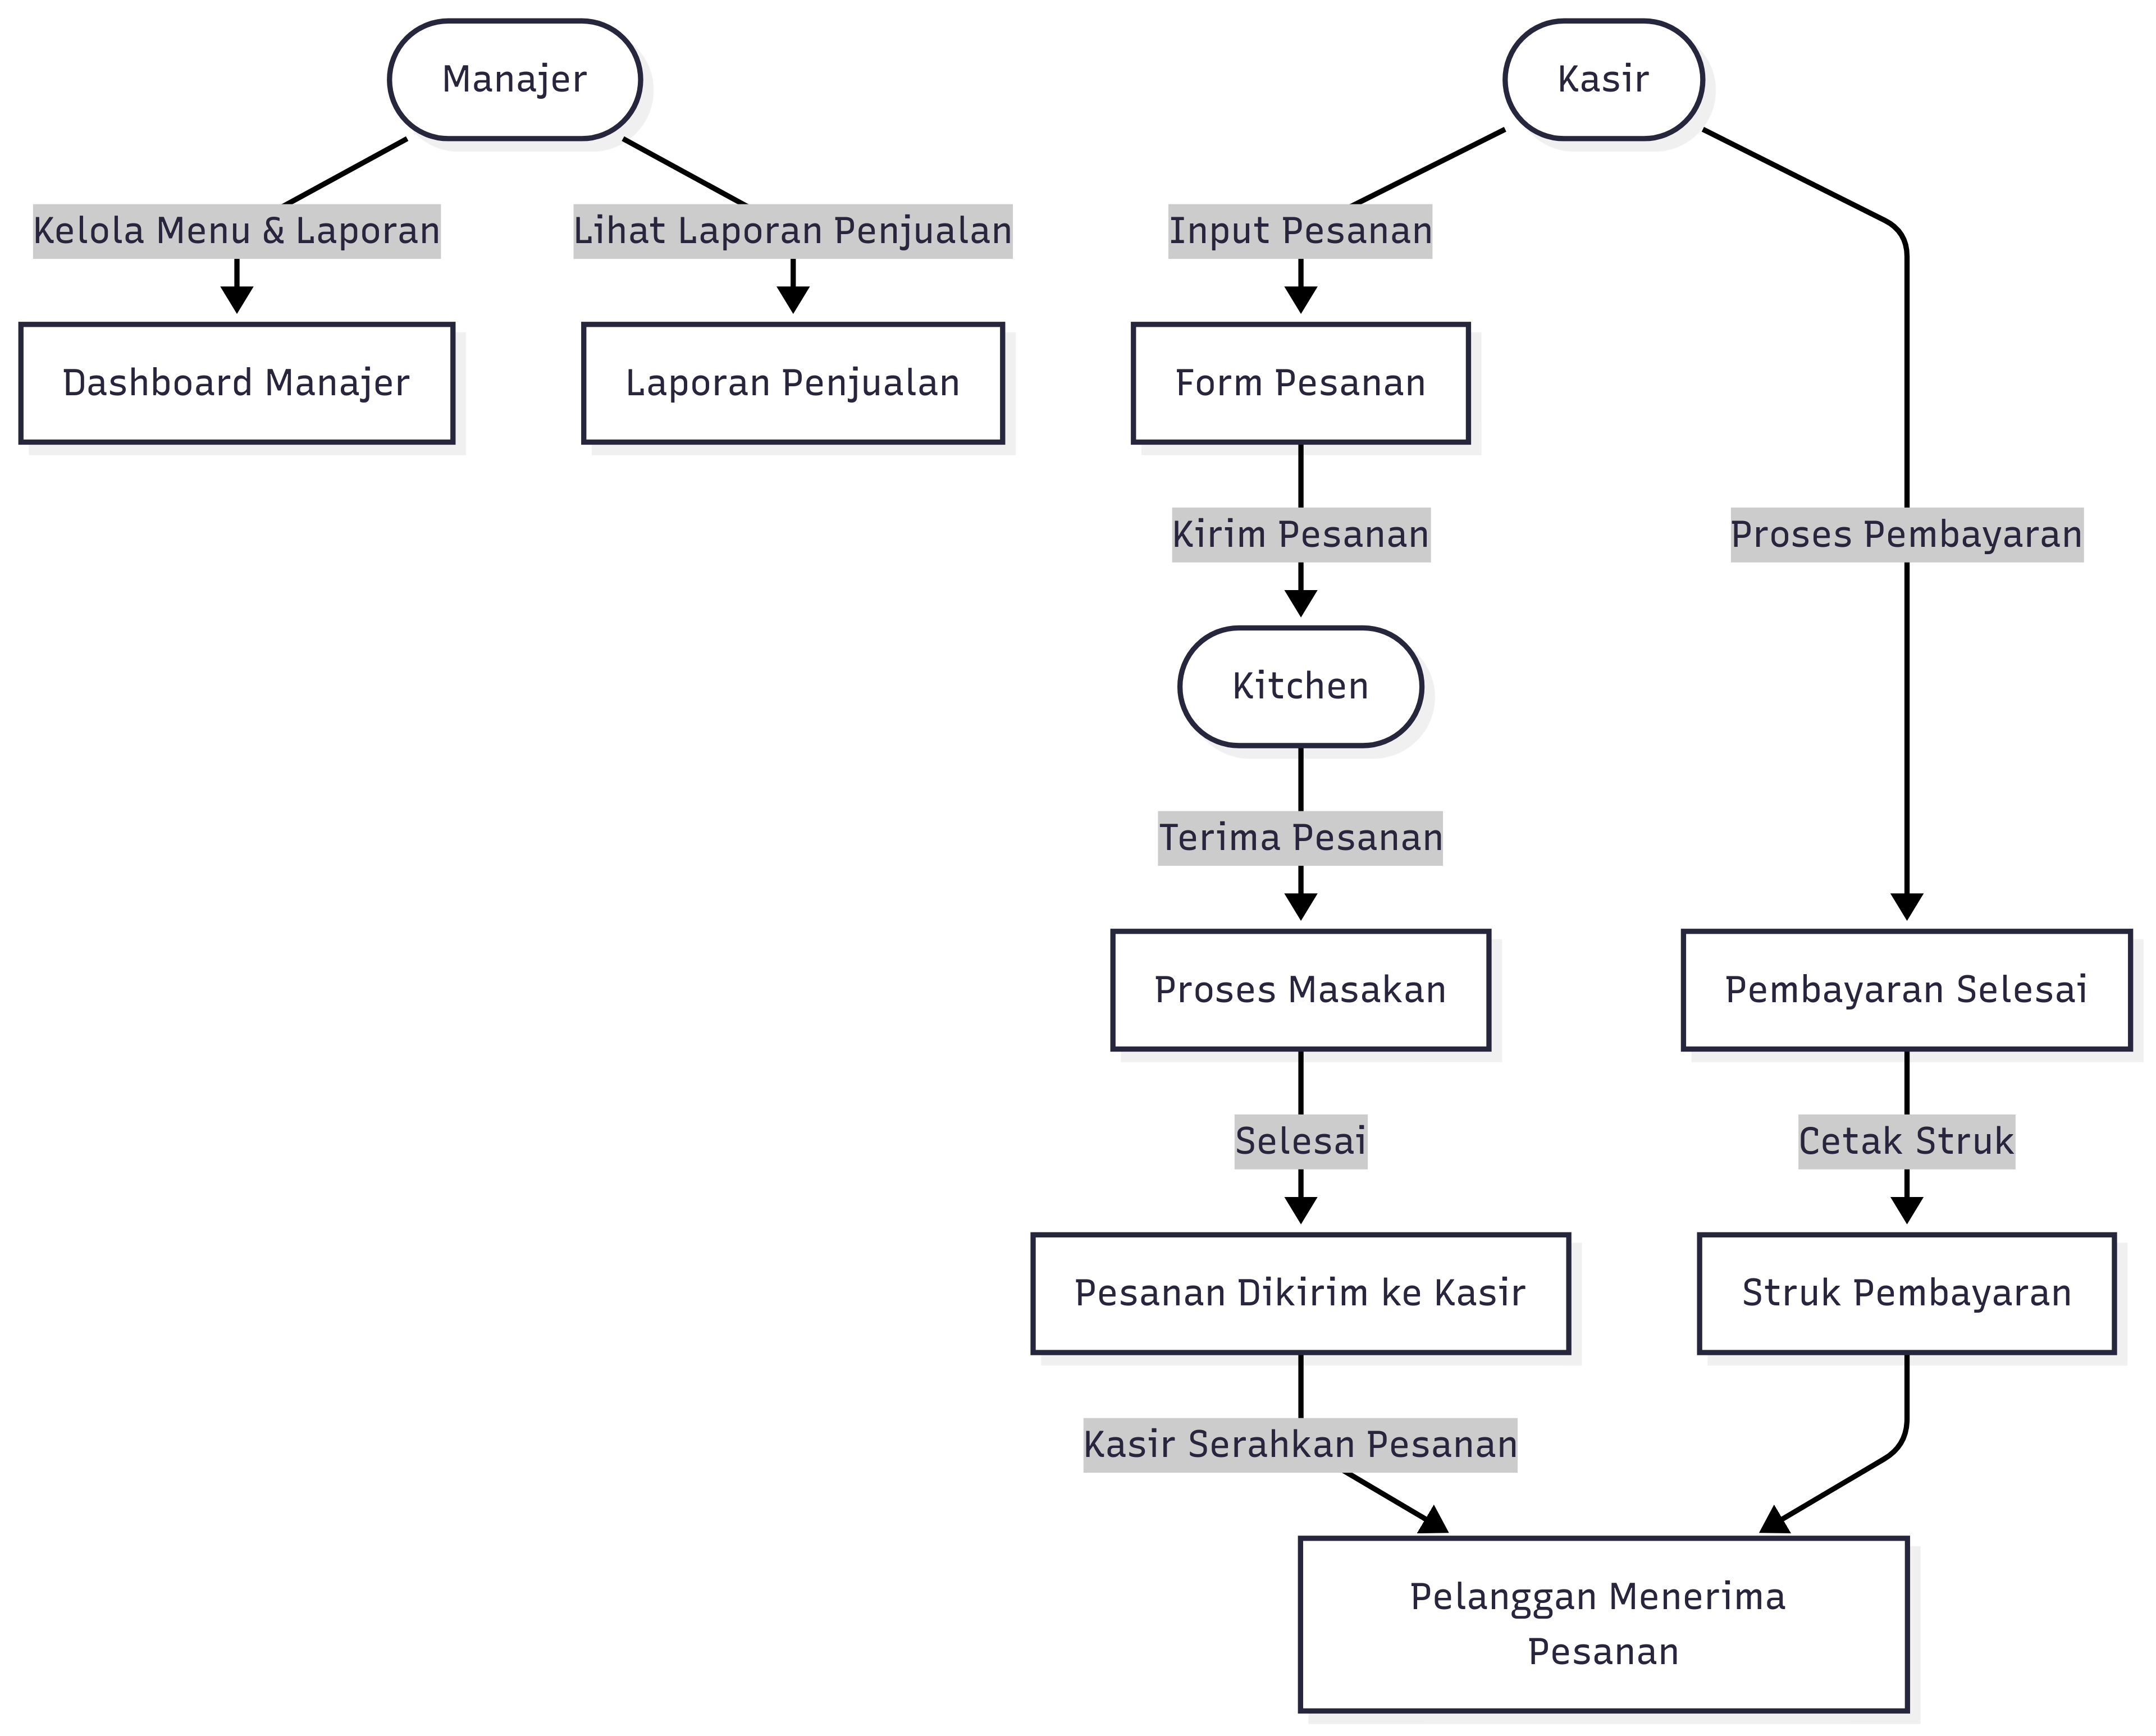 Manajer
Kasir
Kelola Menu & Laporan
Lihat Laporan Penjualan
Input Pesanan
Dashboard Manajer
Laporan Penjualan
Form Pesanan
Kirim Pesanan
Proses Pembayaran
Kitchen
Terima Pesanan
Proses Masakan
Pembayaran Selesai
Selesai
Cetak Struk
Pesanan Dikirim ke Kasir
Struk Pembayaran
Kasir Serahkan Pesanan
Pelanggan Menerima
Pesanan